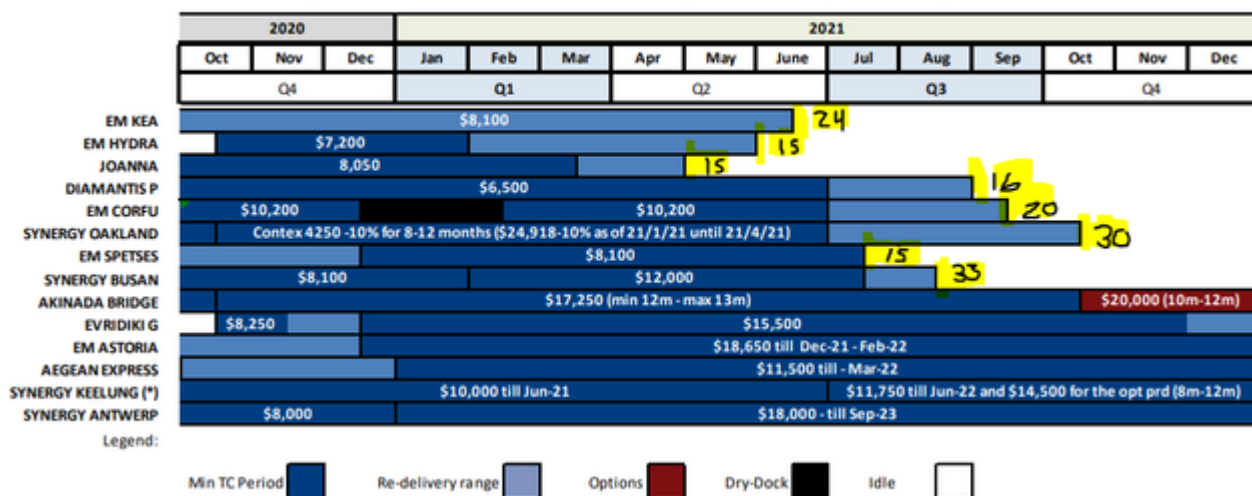 2020 2021
Oct Nov Dec Jan Feb Mar Apr May June Jul Aug Sep Oct Nov Dec
Q4 Q1 Q2 Q3 Q4
EM KEA $8,100 24
EM HYDRA $7,200 15
JOANNA 8,050 15
DIAMANTIS P $6,500 16
EM CORFU $10,200 $10,200 20
SYNERGY OAKLAND Contex 4250 -10% for 8-12 months ($24,918-10% as of 21/1/21 until 21/4/21) 30
EM SPETSES $8,100 15
SYNERGY BUSAN $8,100 $12,000 33
AKINADA BRIDGE $17,250 (min 12m - max 13m) $20,000 (10m-12m)
EVRIDIKI G $8,250 $15,500
EM ASTORIA $18,650 till Dec-21 - Feb-22
AEGEAN EXPRESS $11,500 till - Mar-22
SYNERGY KEELUNG (*) $10,000 till Jun-21 $11,750 till Jun-22 and $14,500 for the opt prd (8m-12m)
SYNERGY ANTWERP $8,000 $18,000 - till Sep-23
Legend:
Min TC Period Re-delivery range Options Dry-Dock Idle